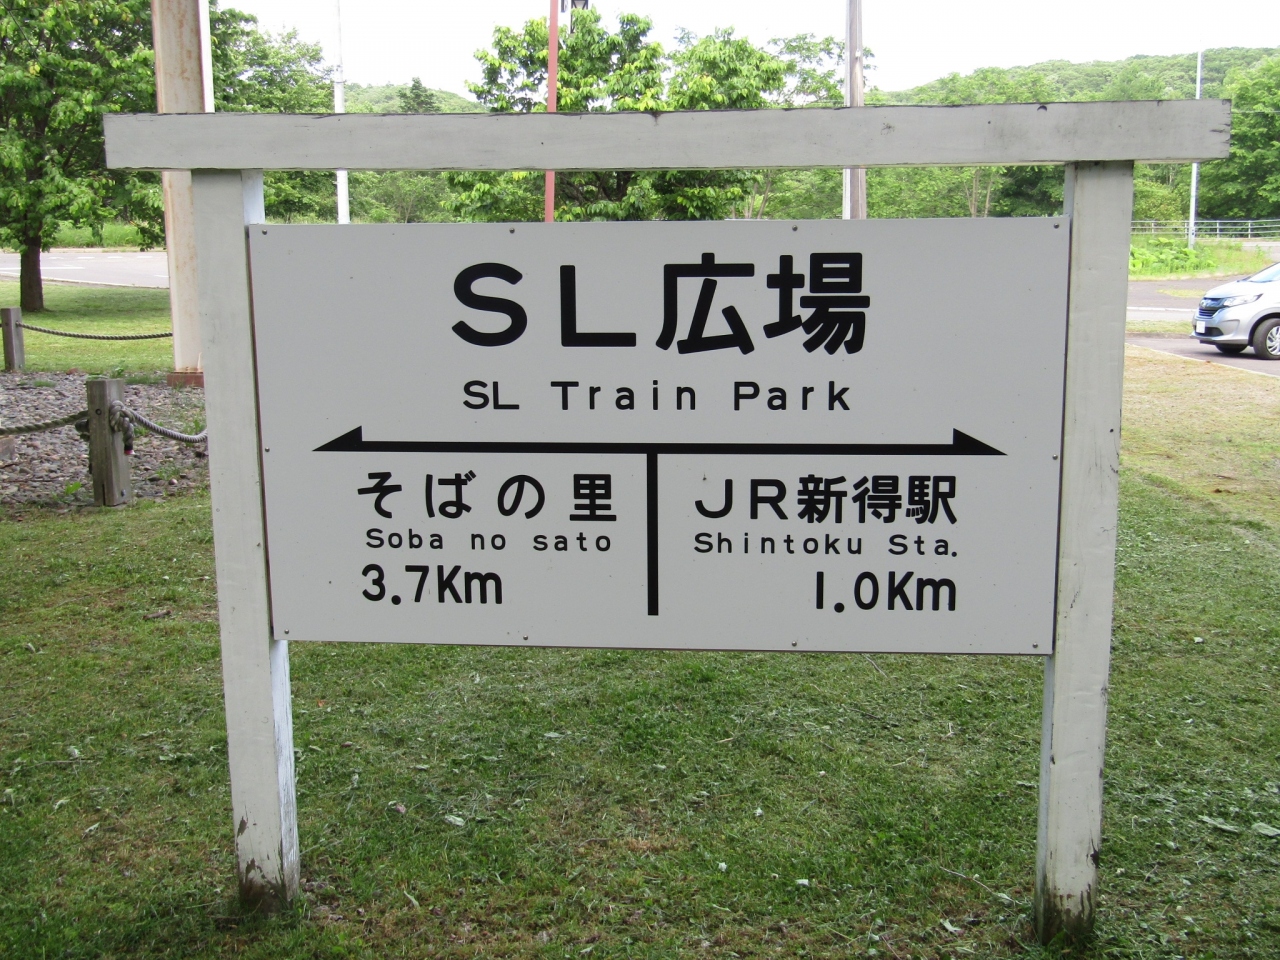 SL広場
SL Train Park
そばの里
Soba no sato
3.7Km
JR新得駅
Shintoku Sta.
1.0Km